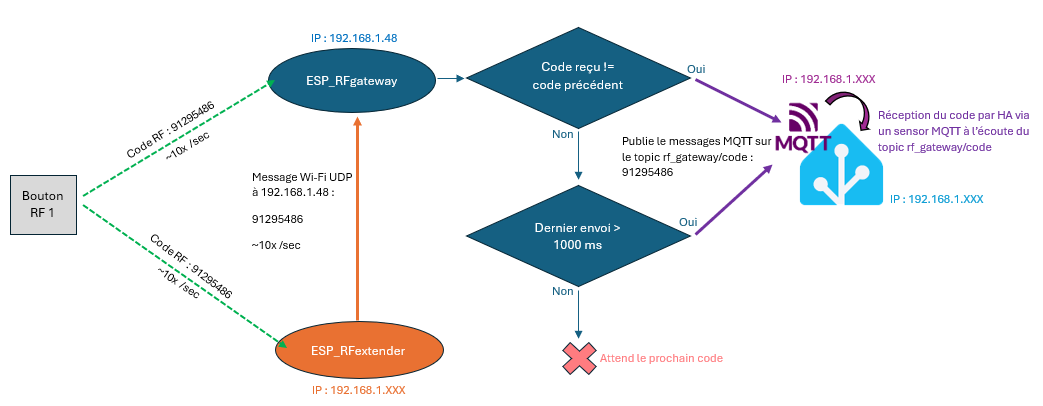 IP : 192.168.1.48
ESP_RFgateway
Code RF : 91295486
~10x /sec
Bouton
RF 1
Code RF : 91295486
~10x /sec
Message Wi-Fi UDP
à 192.168.1.48 :
91295486
~10x /sec
ESP_RFextender
IP : 192.168.1.XXX
Code reçu !=
code précédent
Oui
Non
Publie le messages MQTT sur
le topic rf_gateway/code :
91295486
Dernier envoi >
1000 ms
Oui
Non
Attend le prochain code
IP : 192.168.1.XXX
MQTT
Réception du code par HA via
un sensor MQTT à l'écoute du
topic rf_gateway/code
IP : 192.168.1.XXX